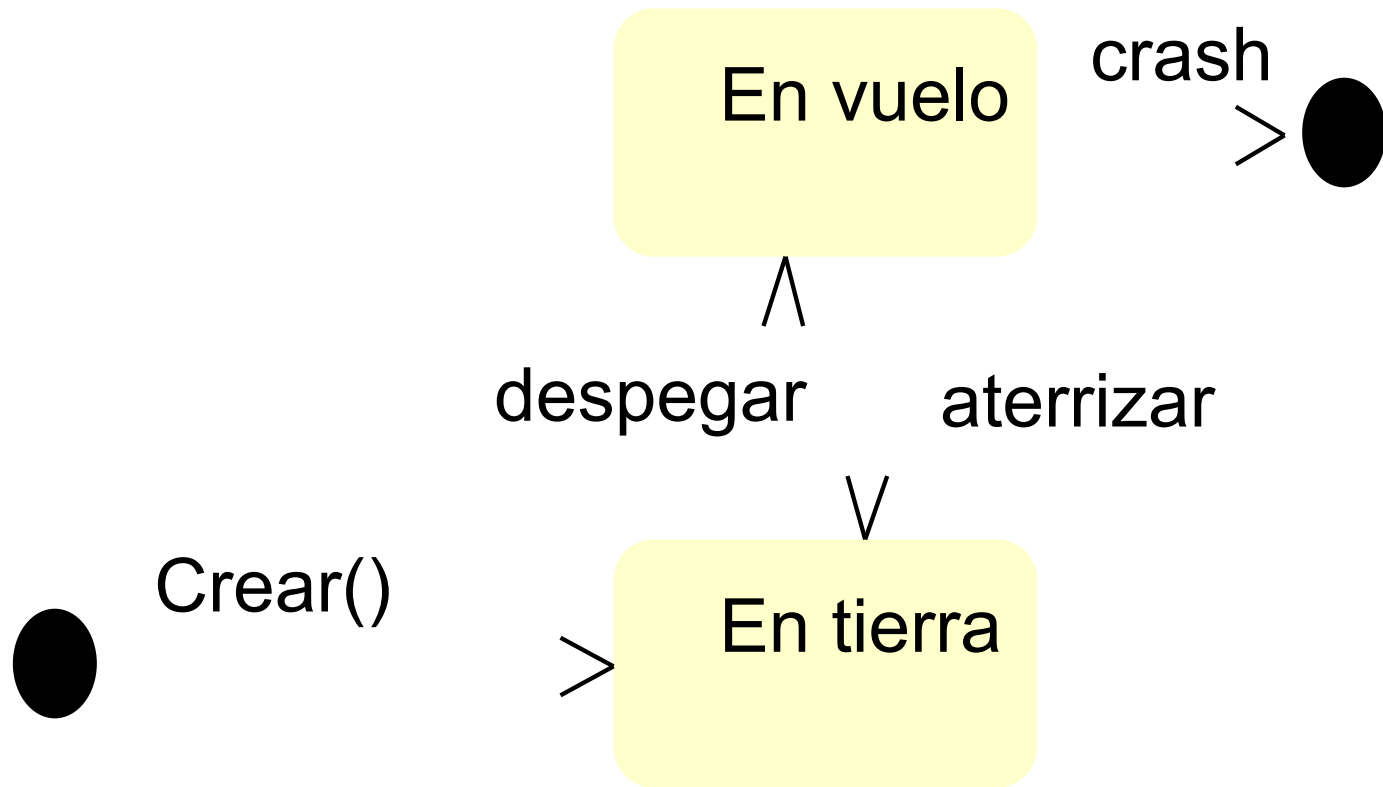 crash
En vuelo
despegar
aterrizar
Crear()
En tierra